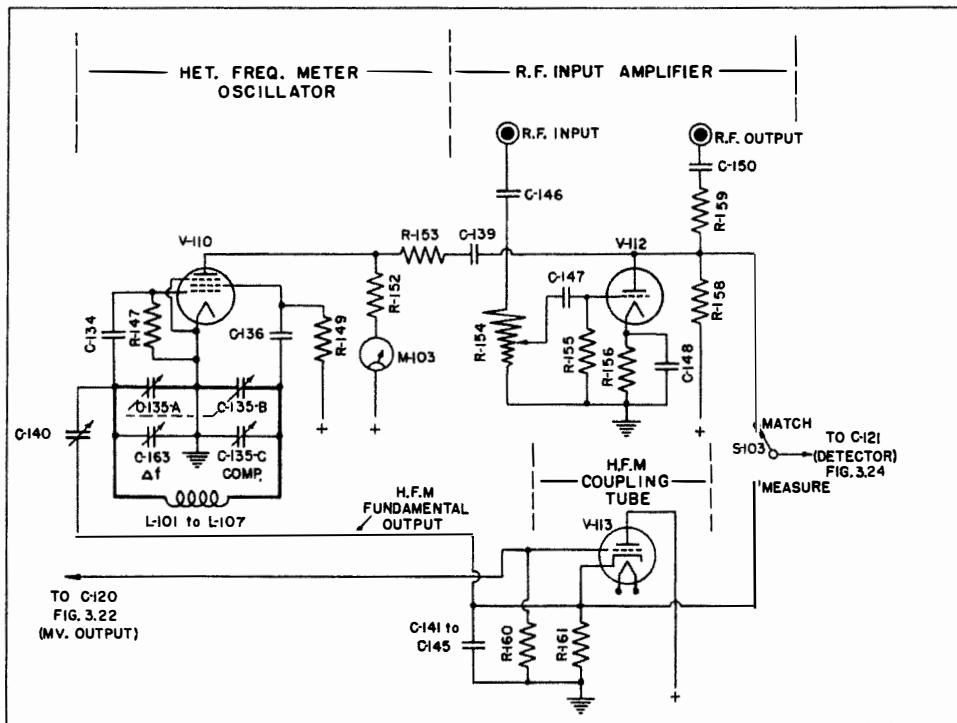 HET. FREQ. METER
OSCILLATOR
R.F. INPUT AMPLIFIER
R.F. INPUT
R.F. OUTPUT
C-150
C-146
R-159
V-110
R-153
C-139
V-112
R-152
C-147
R-158
C-134
R-147
C-136
R-149
M-103
R-154
R-155
R-156
C-148
C-135-A
C-135-B
+
+
+
C-140
C-163
Δf
C-135-C
COMP.
MATCH
S-103
TO C-121
(DETECTOR)
FIG. 3.24
MEASURE
L-101 to L-107
H.F.M
FUNDAMENTAL
OUTPUT
H.F.M
COUPLING
TUBE
V-113
TO C-120
FIG. 3.22
(MV. OUTPUT)
C-141 to
C-145
R-160
R-161
+